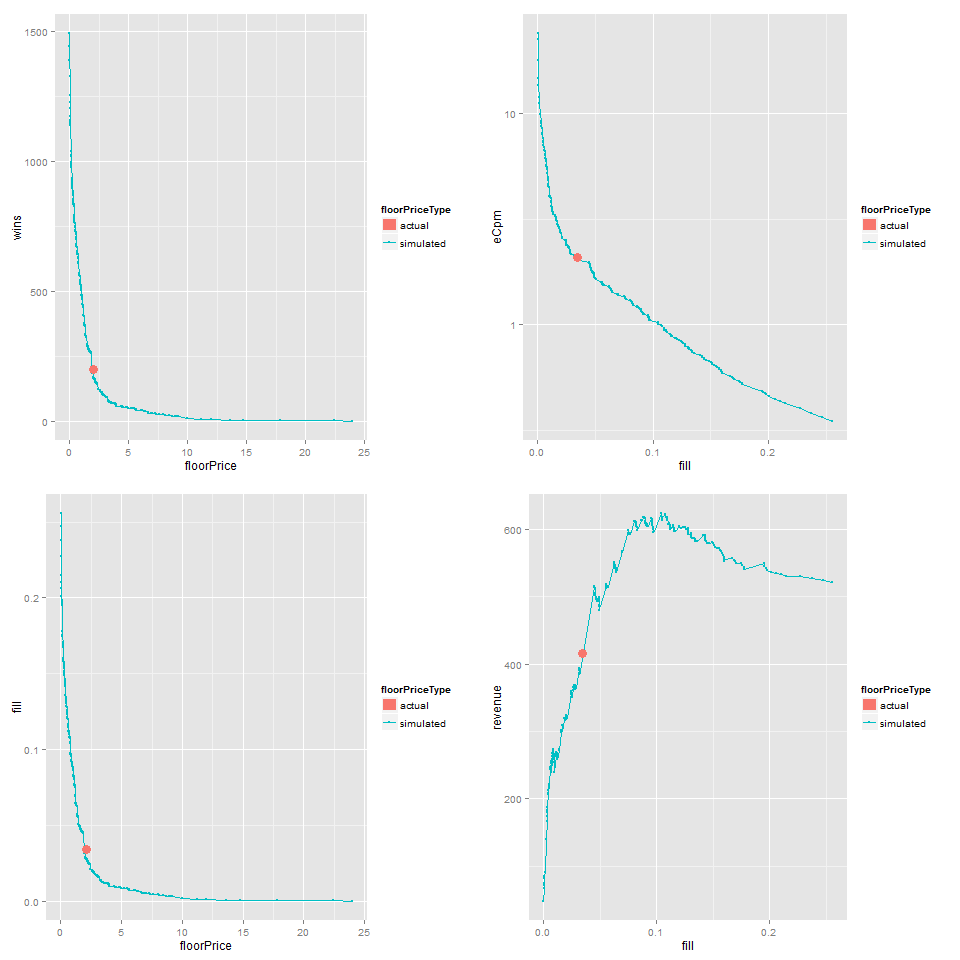 1500
1000
500
0
wins
0 5 10 15 20 25
floorPrice
floorPriceType
actual
simulated
10
1
eCpm
0.0 0.1 0.2
fill
floorPriceType
actual
simulated
0.2
0.1
0.0
fill
0 5 10 15 20 25
floorPrice
floorPriceType
actual
simulated
600
400
200
revenue
0.0 0.1 0.2
fill
floorPriceType
actual
simulated